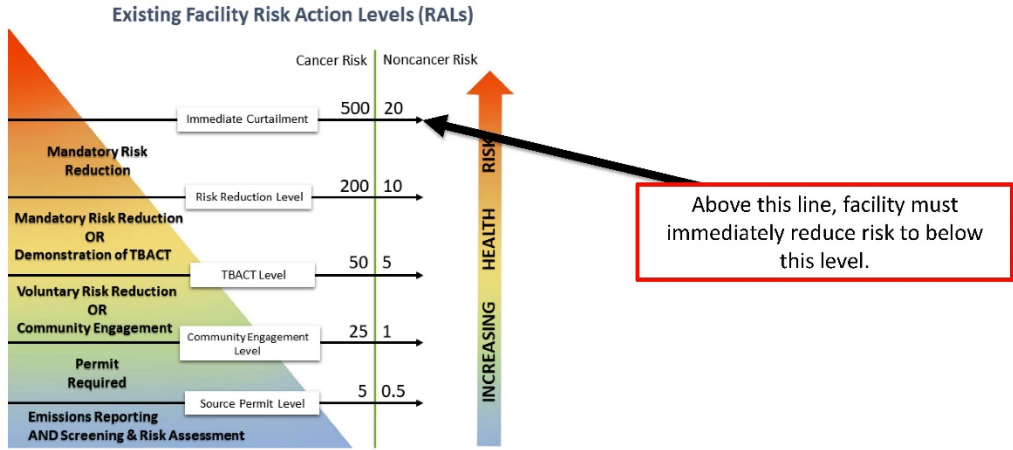 Existing Facility Risk Action Levels (RALs)
Cancer Risk
Noncancer Risk
Immediate Curtailment
500
20
Mandatory Risk
Reduction
Risk Reduction Level
200
10
Mandatory Risk Reduction
OR
Demonstration of TBACT
TBACT Level
50
5
Voluntary Risk Reduction
OR
Community Engagement
Community Engagement
Level
25
1
Permit
Required
Source Permit Level
5
0.5
Emissions Reporting
AND Screening & Risk Assessment
INCREASING HEALTH RISK
Above this line, facility must
immediately reduce risk to below
this level.